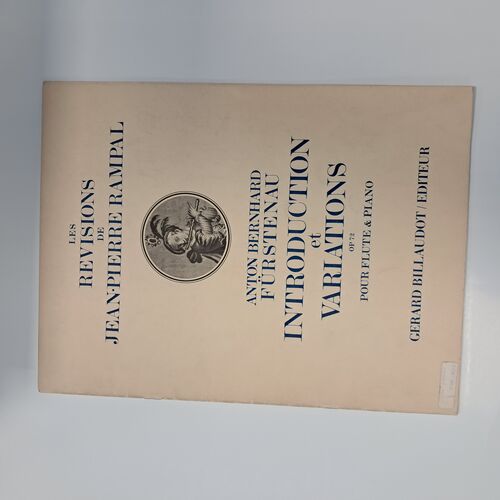 LES
REVISIONS
DE
JEAN-PIERRE RAMPAL
ANTON BERNHARD
FÜRSTENAU
INTRODUCTION
et
VARIATIONS
OP 72
POUR FLUTE & PIANO
GERARD BILLAUDOT / EDITEUR